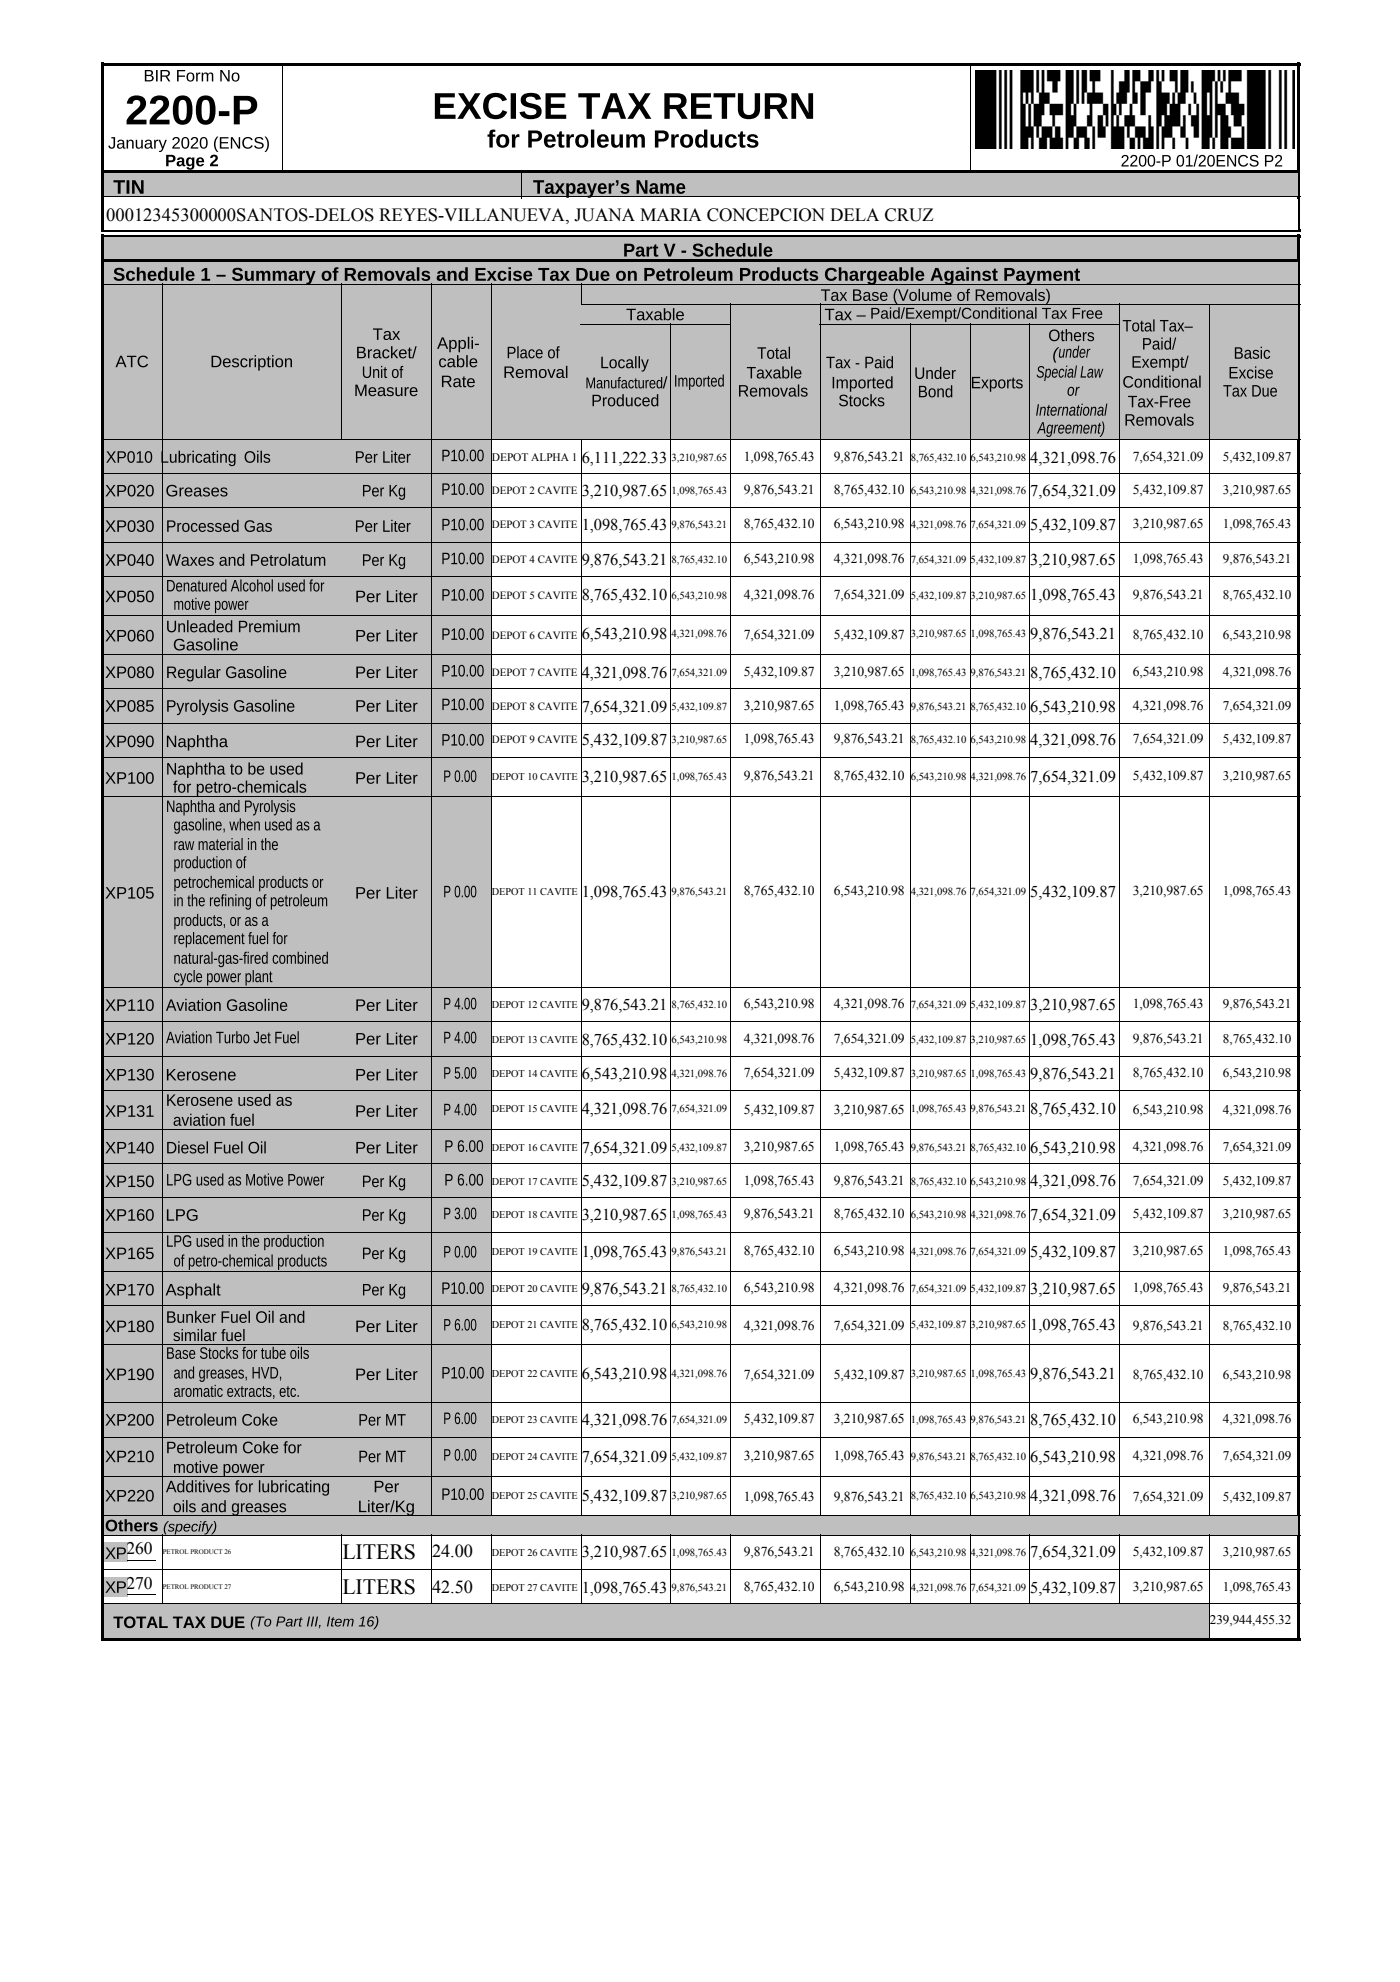 BIR Form No
2200-P
January 2020 (ENCS)
Page 2
EXCISE TAX RETURN
for Petroleum Products
2200-P 01/20ENCS P2
TIN Taxpayer’s Name
00012345300000SANTOS-DELOS REYES-VILLANUEVA, JUANA MARIA CONCEPCION DELA CRUZ
Part V - Schedule
Schedule 1 – Summary of Removals and Excise Tax Due on Petroleum Products Chargeable Against Payment
ATC
Description
Tax
Bracket/
Unit of
Measure
Appli-
cable
Rate
Place of
Removal
Tax Base (Volume of Removals)
Taxable
Locally
Manufactured/
Produced
Imported
Total
Taxable
Removals
Tax – Paid/Exempt/Conditional Tax Free
Tax - Paid
Imported
Stocks
Under
Bond
Exports
Others
(under
Special Law
or
International
Agreement)
Total Tax–
Paid/
Exempt/
Conditional
Tax-Free
Removals
Basic
Excise
Tax Due
XP010 Lubricating Oils Per Liter P10.00 DEPOT ALPHA 1 6,111,222.33 3,210,987.65 1,098,765.43 9,876,543.21 8,765,432.10 6,543,210.98 4,321,098.76 7,654,321.09 5,432,109.87
XP020 Greases Per Kg P10.00 DEPOT 2 CAVITE 3,210,987.65 1,098,765.43 9,876,543.21 8,765,432.10 6,543,210.98 4,321,098.76 7,654,321.09 5,432,109.87 3,210,987.65
XP030 Processed Gas Per Liter P10.00 DEPOT 3 CAVITE 1,098,765.43 9,876,543.21 8,765,432.10 6,543,210.98 4,321,098.76 7,654,321.09 5,432,109.87 3,210,987.65 1,098,765.43
XP040 Waxes and Petrolatum Per Kg P10.00 DEPOT 4 CAVITE 9,876,543.21 8,765,432.10 6,543,210.98 4,321,098.76 7,654,321.09 5,432,109.87 3,210,987.65 1,098,765.43 9,876,543.21
XP050 Denatured Alcohol used for
motive power Per Liter P10.00 DEPOT 5 CAVITE 8,765,432.10 6,543,210.98 4,321,098.76 7,654,321.09 5,432,109.87 3,210,987.65 1,098,765.43 9,876,543.21 8,765,432.10
XP060 Unleaded Premium
Gasoline Per Liter P10.00 DEPOT 6 CAVITE 6,543,210.98 4,321,098.76 7,654,321.09 5,432,109.87 3,210,987.65 1,098,765.43 9,876,543.21 8,765,432.10 6,543,210.98
XP080 Regular Gasoline Per Liter P10.00 DEPOT 7 CAVITE 4,321,098.76 7,654,321.09 5,432,109.87 3,210,987.65 1,098,765.43 9,876,543.21 8,765,432.10 6,543,210.98 4,321,098.76
XP085 Pyrolysis Gasoline Per Liter P10.00 DEPOT 8 CAVITE 7,654,321.09 5,432,109.87 3,210,987.65 1,098,765.43 9,876,543.21 8,765,432.10 6,543,210.98 4,321,098.76 7,654,321.09
XP090 Naphtha Per Liter P10.00 DEPOT 9 CAVITE 5,432,109.87 3,210,987.65 1,098,765.43 9,876,543.21 8,765,432.10 6,543,210.98 4,321,098.76 7,654,321.09 5,432,109.87
XP100 Naphtha to be used
for petro-chemicals Per Liter P 0.00 DEPOT 10 CAVITE 3,210,987.65 1,098,765.43 9,876,543.21 8,765,432.10 6,543,210.98 4,321,098.76 7,654,321.09 5,432,109.87 3,210,987.65
XP105 Naphtha and Pyrolysis
gasoline, when used as a
raw material in the
production of
petrochemical products or
in the refining of petroleum
products, or as a
replacement fuel for
natural-gas-fired combined
cycle power plant Per Liter P 0.00 DEPOT 11 CAVITE 1,098,765.43 9,876,543.21 8,765,432.10 6,543,210.98 4,321,098.76 7,654,321.09 5,432,109.87 3,210,987.65 1,098,765.43
XP110 Aviation Gasoline Per Liter P 4.00 DEPOT 12 CAVITE 9,876,543.21 8,765,432.10 6,543,210.98 4,321,098.76 7,654,321.09 5,432,109.87 3,210,987.65 1,098,765.43 9,876,543.21
XP120 Aviation Turbo Jet Fuel Per Liter P 4.00 DEPOT 13 CAVITE 8,765,432.10 6,543,210.98 4,321,098.76 7,654,321.09 5,432,109.87 3,210,987.65 1,098,765.43 9,876,543.21 8,765,432.10
XP130 Kerosene Per Liter P 5.00 DEPOT 14 CAVITE 6,543,210.98 4,321,098.76 7,654,321.09 5,432,109.87 3,210,987.65 1,098,765.43 9,876,543.21 8,765,432.10 6,543,210.98
XP131 Kerosene used as
aviation fuel Per Liter P 4.00 DEPOT 15 CAVITE 4,321,098.76 7,654,321.09 5,432,109.87 3,210,987.65 1,098,765.43 9,876,543.21 8,765,432.10 6,543,210.98 4,321,098.76
XP140 Diesel Fuel Oil Per Liter P 6.00 DEPOT 16 CAVITE 7,654,321.09 5,432,109.87 3,210,987.65 1,098,765.43 9,876,543.21 8,765,432.10 6,543,210.98 4,321,098.76 7,654,321.09
XP150 LPG used as Motive Power Per Kg P 6.00 DEPOT 17 CAVITE 5,432,109.87 3,210,987.65 1,098,765.43 9,876,543.21 8,765,432.10 6,543,210.98 4,321,098.76 7,654,321.09 5,432,109.87
XP160 LPG Per Kg P 3.00 DEPOT 18 CAVITE 3,210,987.65 1,098,765.43 9,876,543.21 8,765,432.10 6,543,210.98 4,321,098.76 7,654,321.09 5,432,109.87 3,210,987.65
XP165 LPG used in the production
of petro-chemical products Per Kg P 0.00 DEPOT 19 CAVITE 1,098,765.43 9,876,543.21 8,765,432.10 6,543,210.98 4,321,098.76 7,654,321.09 5,432,109.87 3,210,987.65 1,098,765.43
XP170 Asphalt Per Kg P10.00 DEPOT 20 CAVITE 9,876,543.21 8,765,432.10 6,543,210.98 4,321,098.76 7,654,321.09 5,432,109.87 3,210,987.65 1,098,765.43 9,876,543.21
XP180 Bunker Fuel Oil and
similar fuel Per Liter P 6.00 DEPOT 21 CAVITE 8,765,432.10 6,543,210.98 4,321,098.76 7,654,321.09 5,432,109.87 3,210,987.65 1,098,765.43 9,876,543.21 8,765,432.10
XP190 Base Stocks for tube oils
and greases, HVD,
aromatic extracts, etc. Per Liter P10.00 DEPOT 22 CAVITE 6,543,210.98 4,321,098.76 7,654,321.09 5,432,109.87 3,210,987.65 1,098,765.43 9,876,543.21 8,765,432.10 6,543,210.98
XP200 Petroleum Coke Per MT P 6.00 DEPOT 23 CAVITE 4,321,098.76 7,654,321.09 5,432,109.87 3,210,987.65 1,098,765.43 9,876,543.21 8,765,432.10 6,543,210.98 4,321,098.76
XP210 Petroleum Coke for
motive power Per MT P 0.00 DEPOT 24 CAVITE 7,654,321.09 5,432,109.87 3,210,987.65 1,098,765.43 9,876,543.21 8,765,432.10 6,543,210.98 4,321,098.76 7,654,321.09
XP220 Additives for lubricating
oils and greases Per
Liter/Kg P10.00 DEPOT 25 CAVITE 5,432,109.87 3,210,987.65 1,098,765.43 9,876,543.21 8,765,432.10 6,543,210.98 4,321,098.76 7,654,321.09 5,432,109.87
Others (specify)
XP260 PETROL PRODUCT 26 LITERS 24.00 DEPOT 26 CAVITE 3,210,987.65 1,098,765.43 9,876,543.21 8,765,432.10 6,543,210.98 4,321,098.76 7,654,321.09 5,432,109.87 3,210,987.65
XP270 PETROL PRODUCT 27 LITERS 42.50 DEPOT 27 CAVITE 1,098,765.43 9,876,543.21 8,765,432.10 6,543,210.98 4,321,098.76 7,654,321.09 5,432,109.87 3,210,987.65 1,098,765.43
TOTAL TAX DUE (To Part III, Item 16) 239,944,455.32